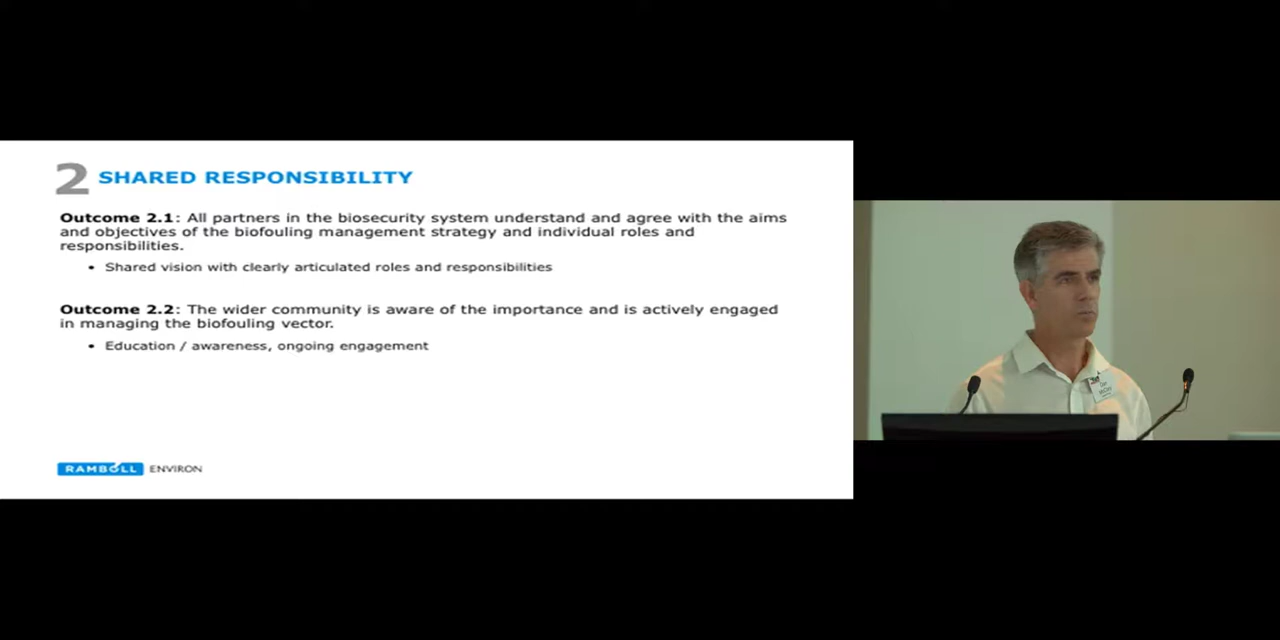 2 SHARED RESPONSIBILITY
Outcome 2.1: All partners in the biosecurity system understand and agree with the aims
and objectives of the biofouling management strategy and individual roles and
responsibilities.
• Shared vision with clearly articulated roles and responsibilities
Outcome 2.2: The wider community is aware of the importance and is actively engaged
in managing the biofouling vector.
• Education / awareness, ongoing engagement
RAMBOLL ENVIRON